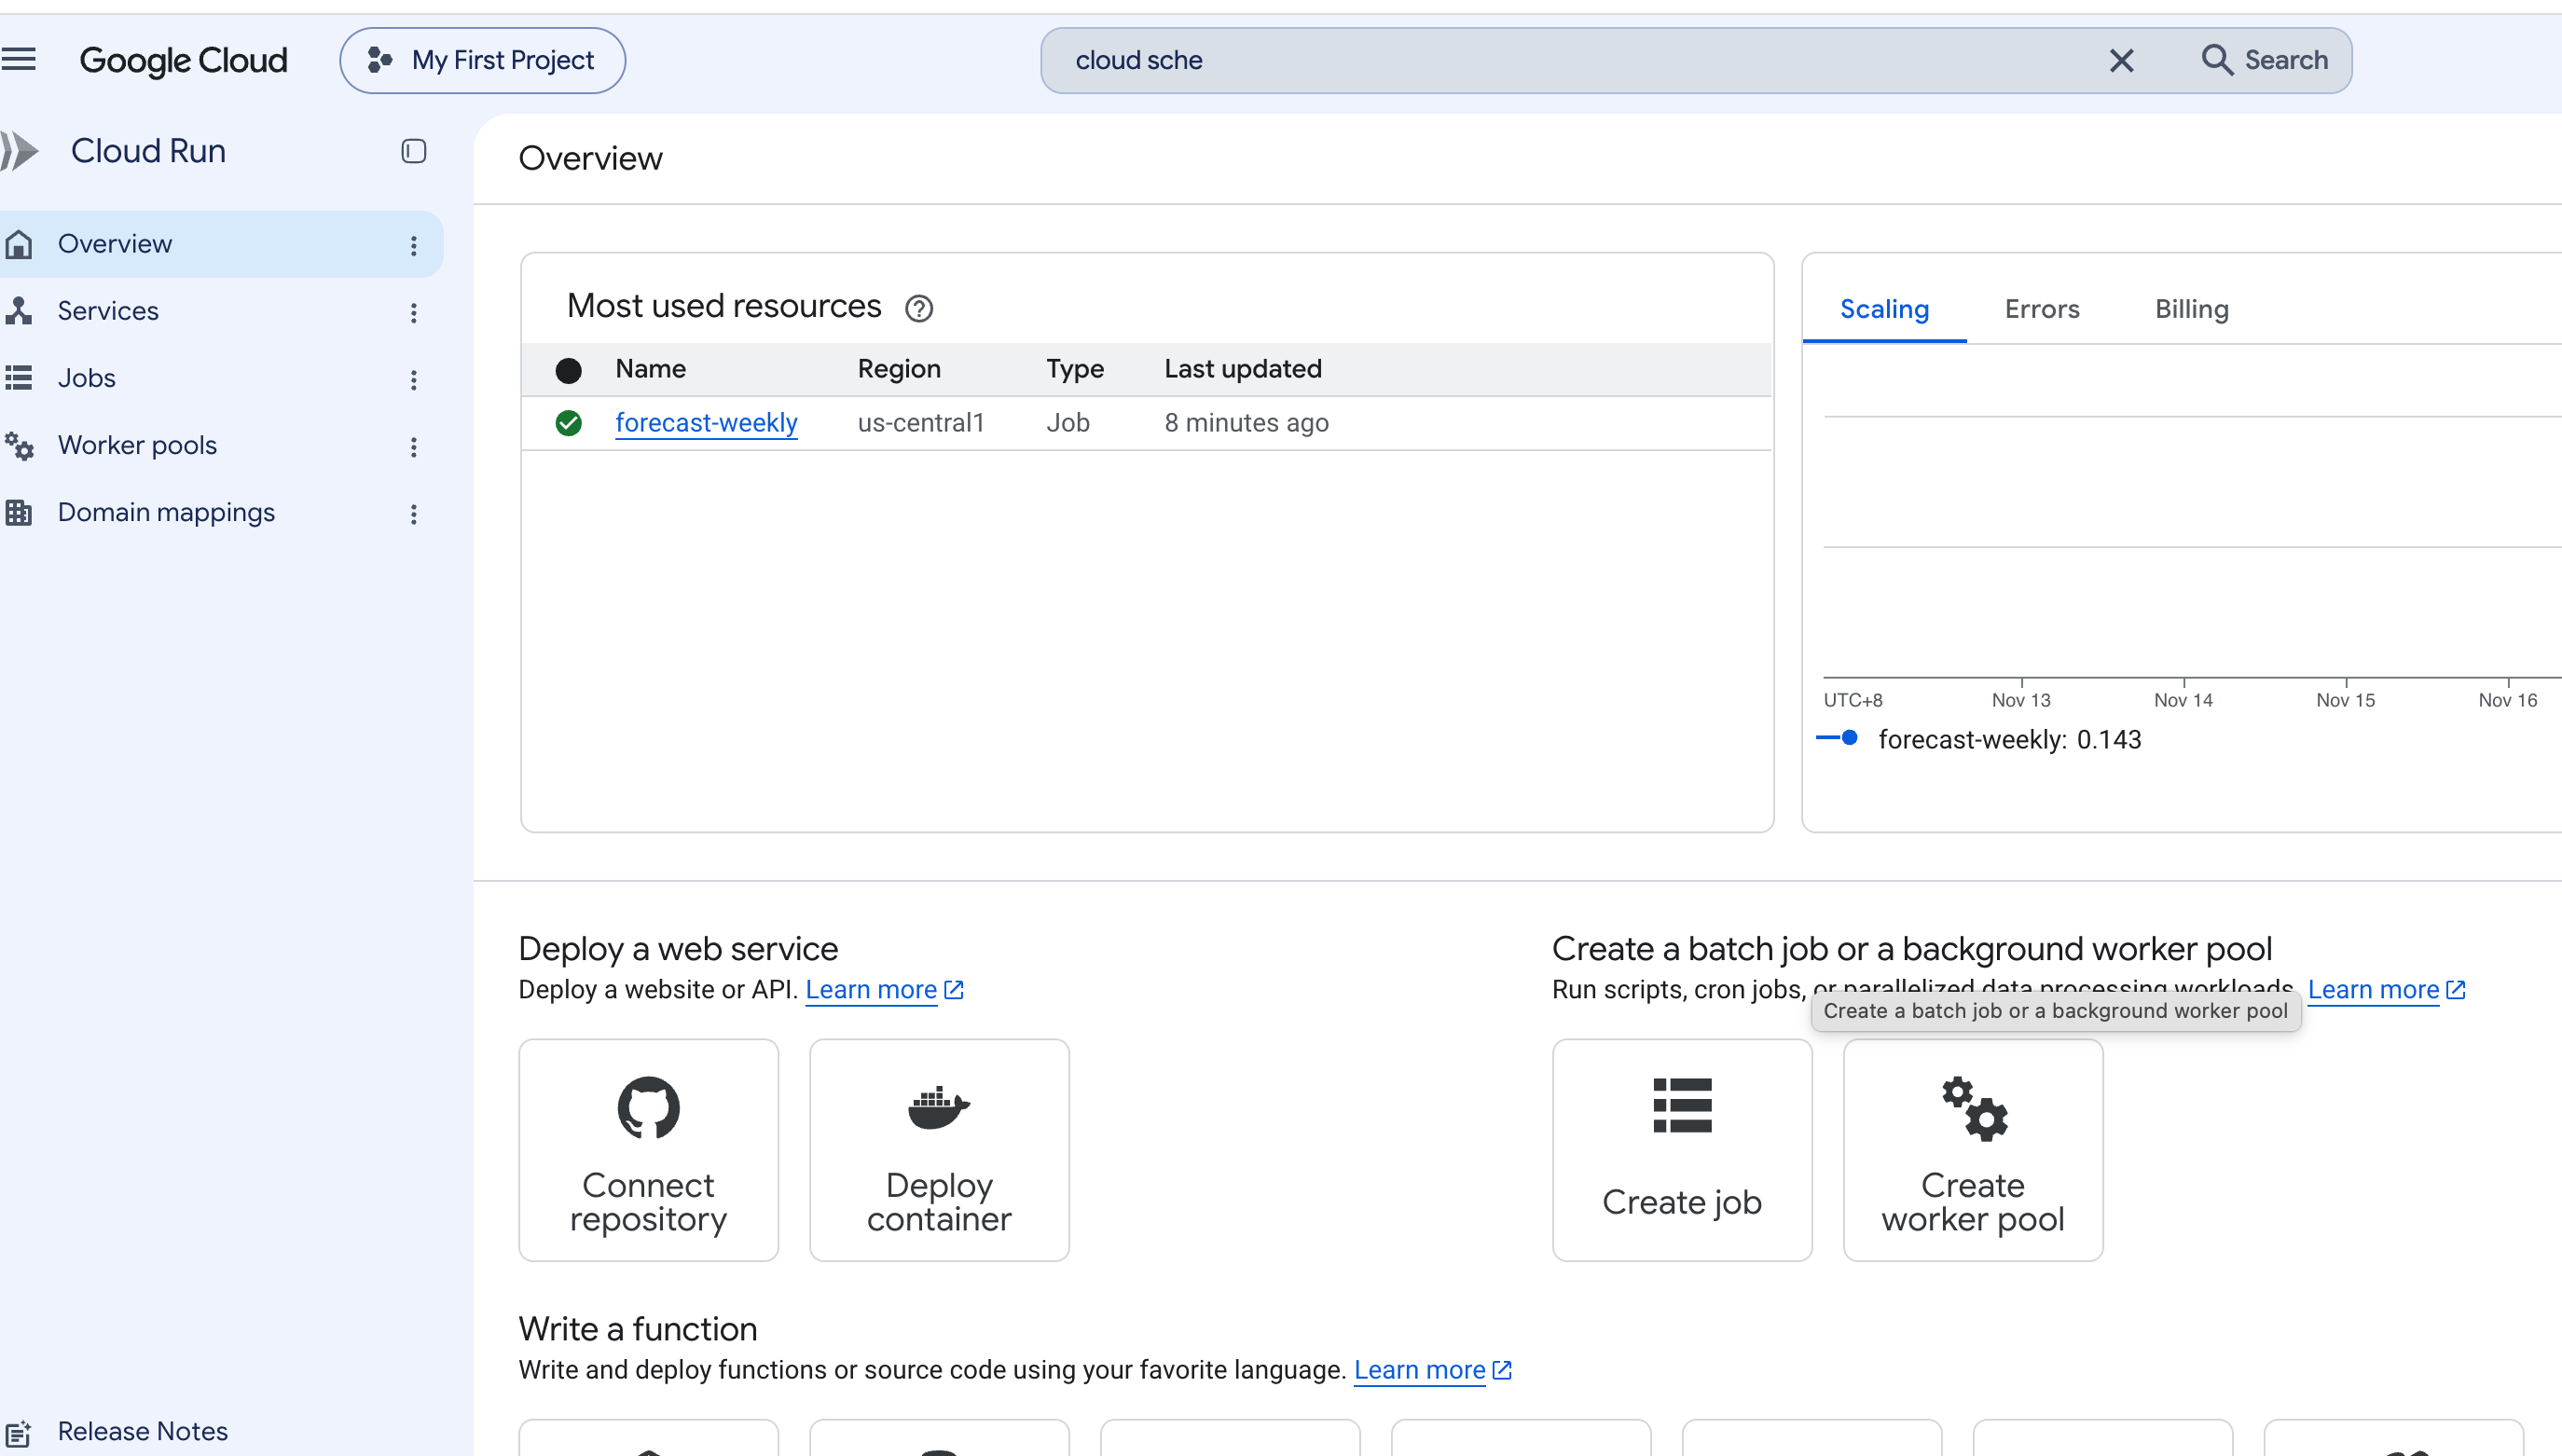 Google Cloud
My First Project
cloud sche
Search
Cloud Run
Overview
Services
Jobs
Worker pools
Domain mappings
Release Notes
Overview
Most used resources
Name Region Type Last updated
forecast-weekly us-central1 Job 8 minutes ago
Scaling Errors Billing
UTC+8 Nov 13 Nov 14 Nov 15 Nov 16
forecast-weekly: 0.143
Deploy a web service
Deploy a website or API. Learn more
Connect
repository
Deploy
container
Create a batch job or a background worker pool
Run scripts, cron jobs, or parallelized data processing workloads. Learn more
Create a batch job or a background worker pool
Create job
Create
worker pool
Write a function
Write and deploy functions or source code using your favorite language. Learn more